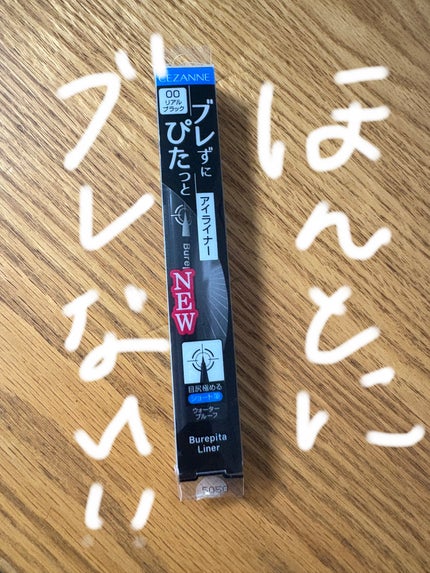 ほんとに
ブレない!!
CEZANNE
00
リアル
ブラック
ブレずに
ぴたっと
アイライナー
NEW
目尻極める
ショート筆
ウォーター
プルーフ
Burepita
Liner